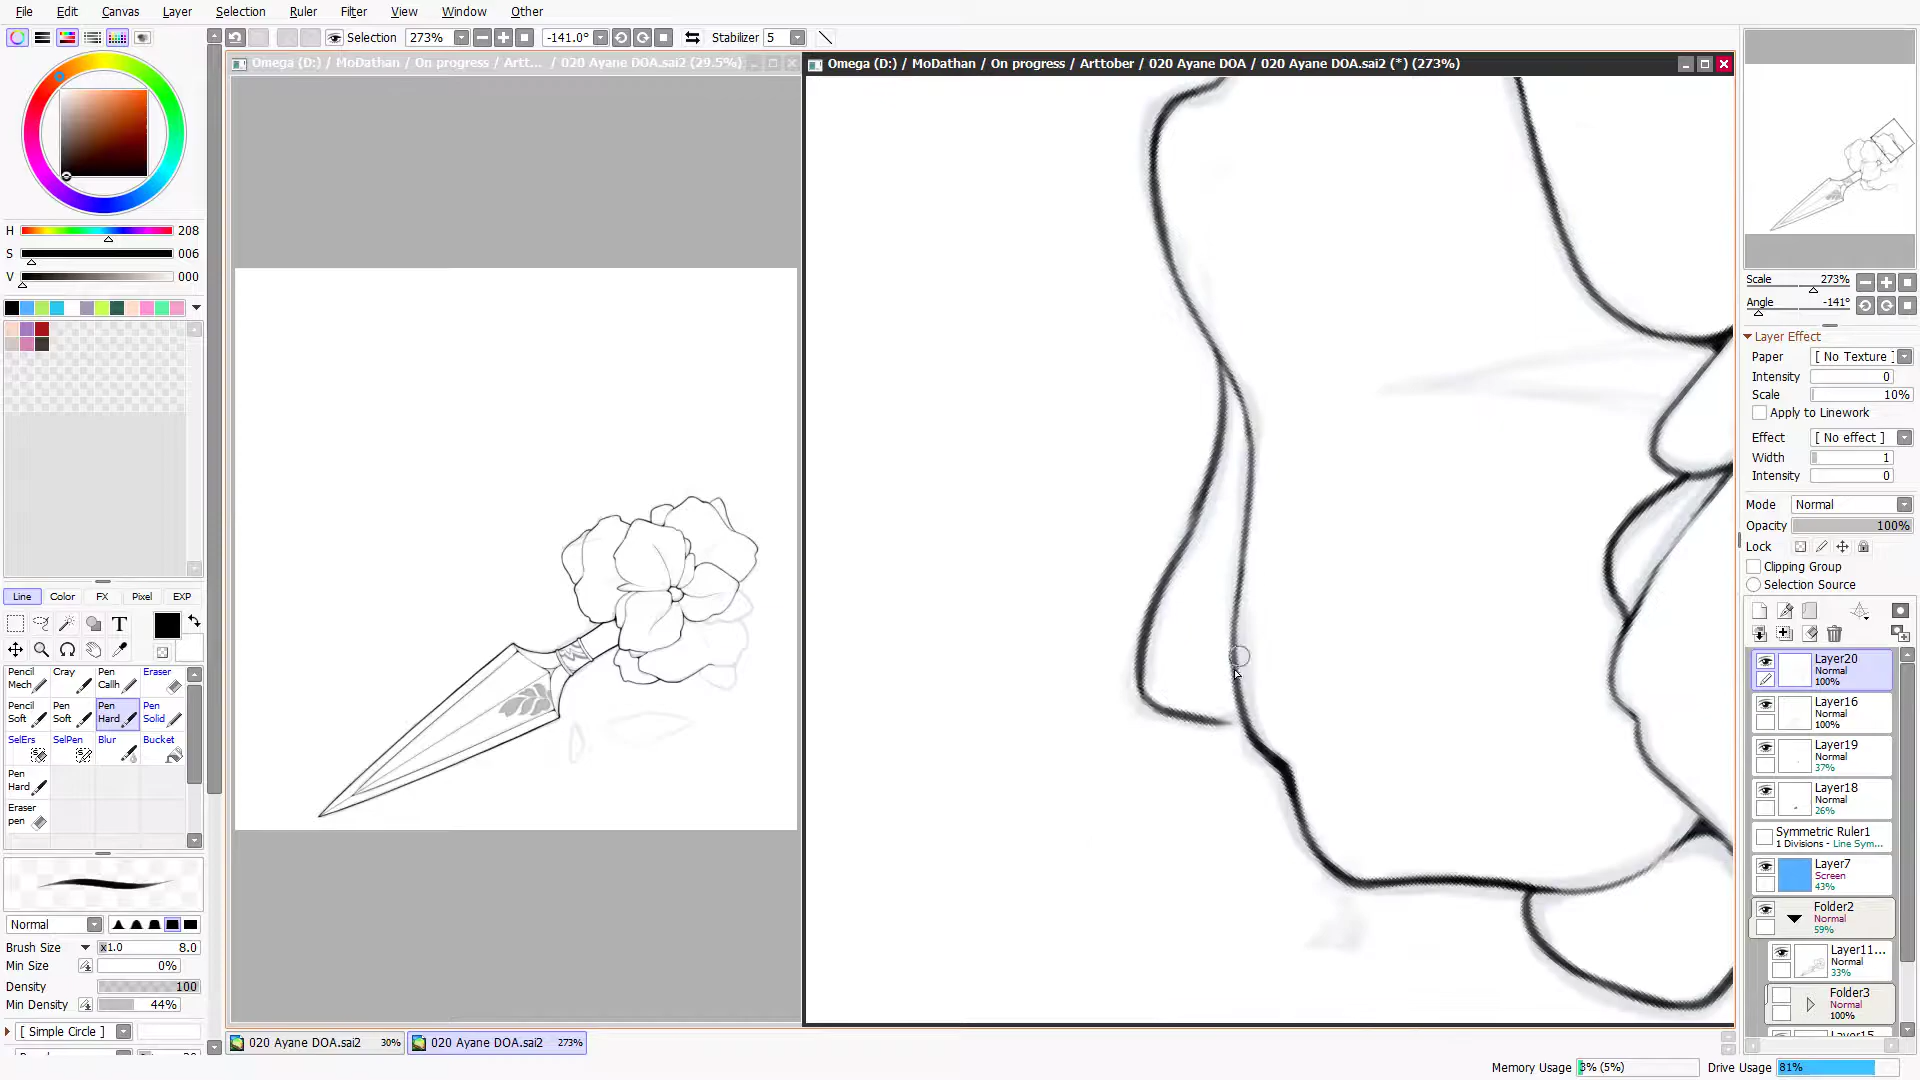 File Edit Canvas Layer Selection Ruler Filter View Window Other
Selection 273% -141.0° Stabilizer 5
Omega (D:) / MoDathan / On progress / Artt... / 020 Ayane DOA.sai2 (29.5%)
Omega (D:) / MoDathan / On progress / Arttober / 020 Ayane DOA / 020 Ayane DOA.sai2 (*) (273%)
H 208
S 006
V 000
Line Color FX Pixel EXP
T
Pencil Mech
Cray
Pen Callh
Eraser
Pencil Soft
Pen Soft
Pen Hard
Pen Solid
SelErs
SelPen
Blur
Bucket
Pen Hard
Eraser pen
Normal
Brush Size x1.0 8.0
Min Size 0%
Density 100
Min Density 44%
[ Simple Circle ]
020 Ayane DOA.sai2 30%
020 Ayane DOA.sai2 273%
Scale 273%
Angle -141°
Layer Effect
Paper [ No Texture ]
Intensity 0
Scale 10%
Apply to Linework
Effect [ No effect ]
Width 1
Intensity 0
Mode Normal
Opacity 100%
Lock
Clipping Group
Selection Source
Layer20
Normal
100%
Layer16
Normal
100%
Layer19
Normal
37%
Layer18
Normal
26%
Symmetric Ruler1
1 Divisions - Line Sym...
Layer7
Screen
43%
Folder2
Normal
59%
Layer11...
Normal
33%
Folder3
Normal
100%
Memory Usage 3% (5%) Drive Usage 81%